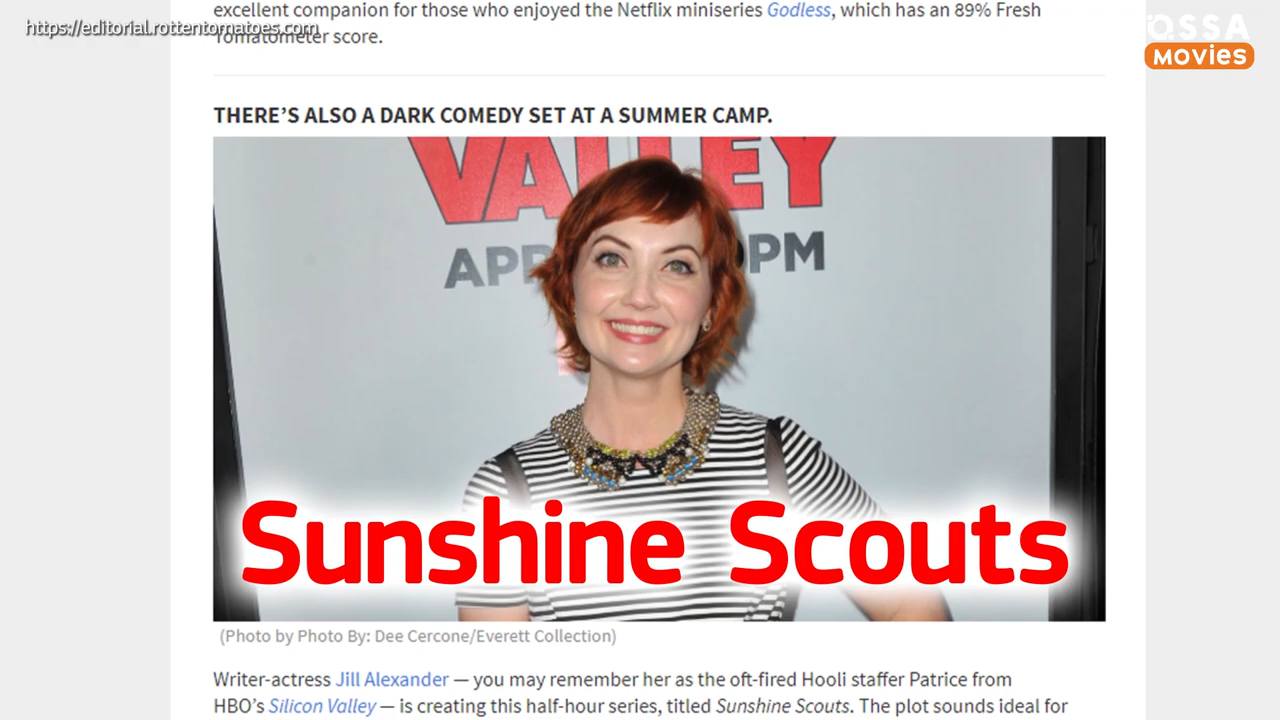 excellent companion for those who enjoyed the Netflix miniseries Godless, which has an 89% Fresh
https://editorial.rottentomatoes.com
Tomatometer score.
OSSA
MOVIES
THERE'S ALSO A DARK COMEDY SET AT A SUMMER CAMP.
VALLEY
APR
0PM
Sunshine Scouts
(Photo by Photo By: Dee Cercone/Everett Collection)
Writer-actress Jill Alexander — you may remember her as the oft-fired Hooli staffer Patrice from
HBO's Silicon Valley — is creating this half-hour series, titled Sunshine Scouts. The plot sounds ideal for